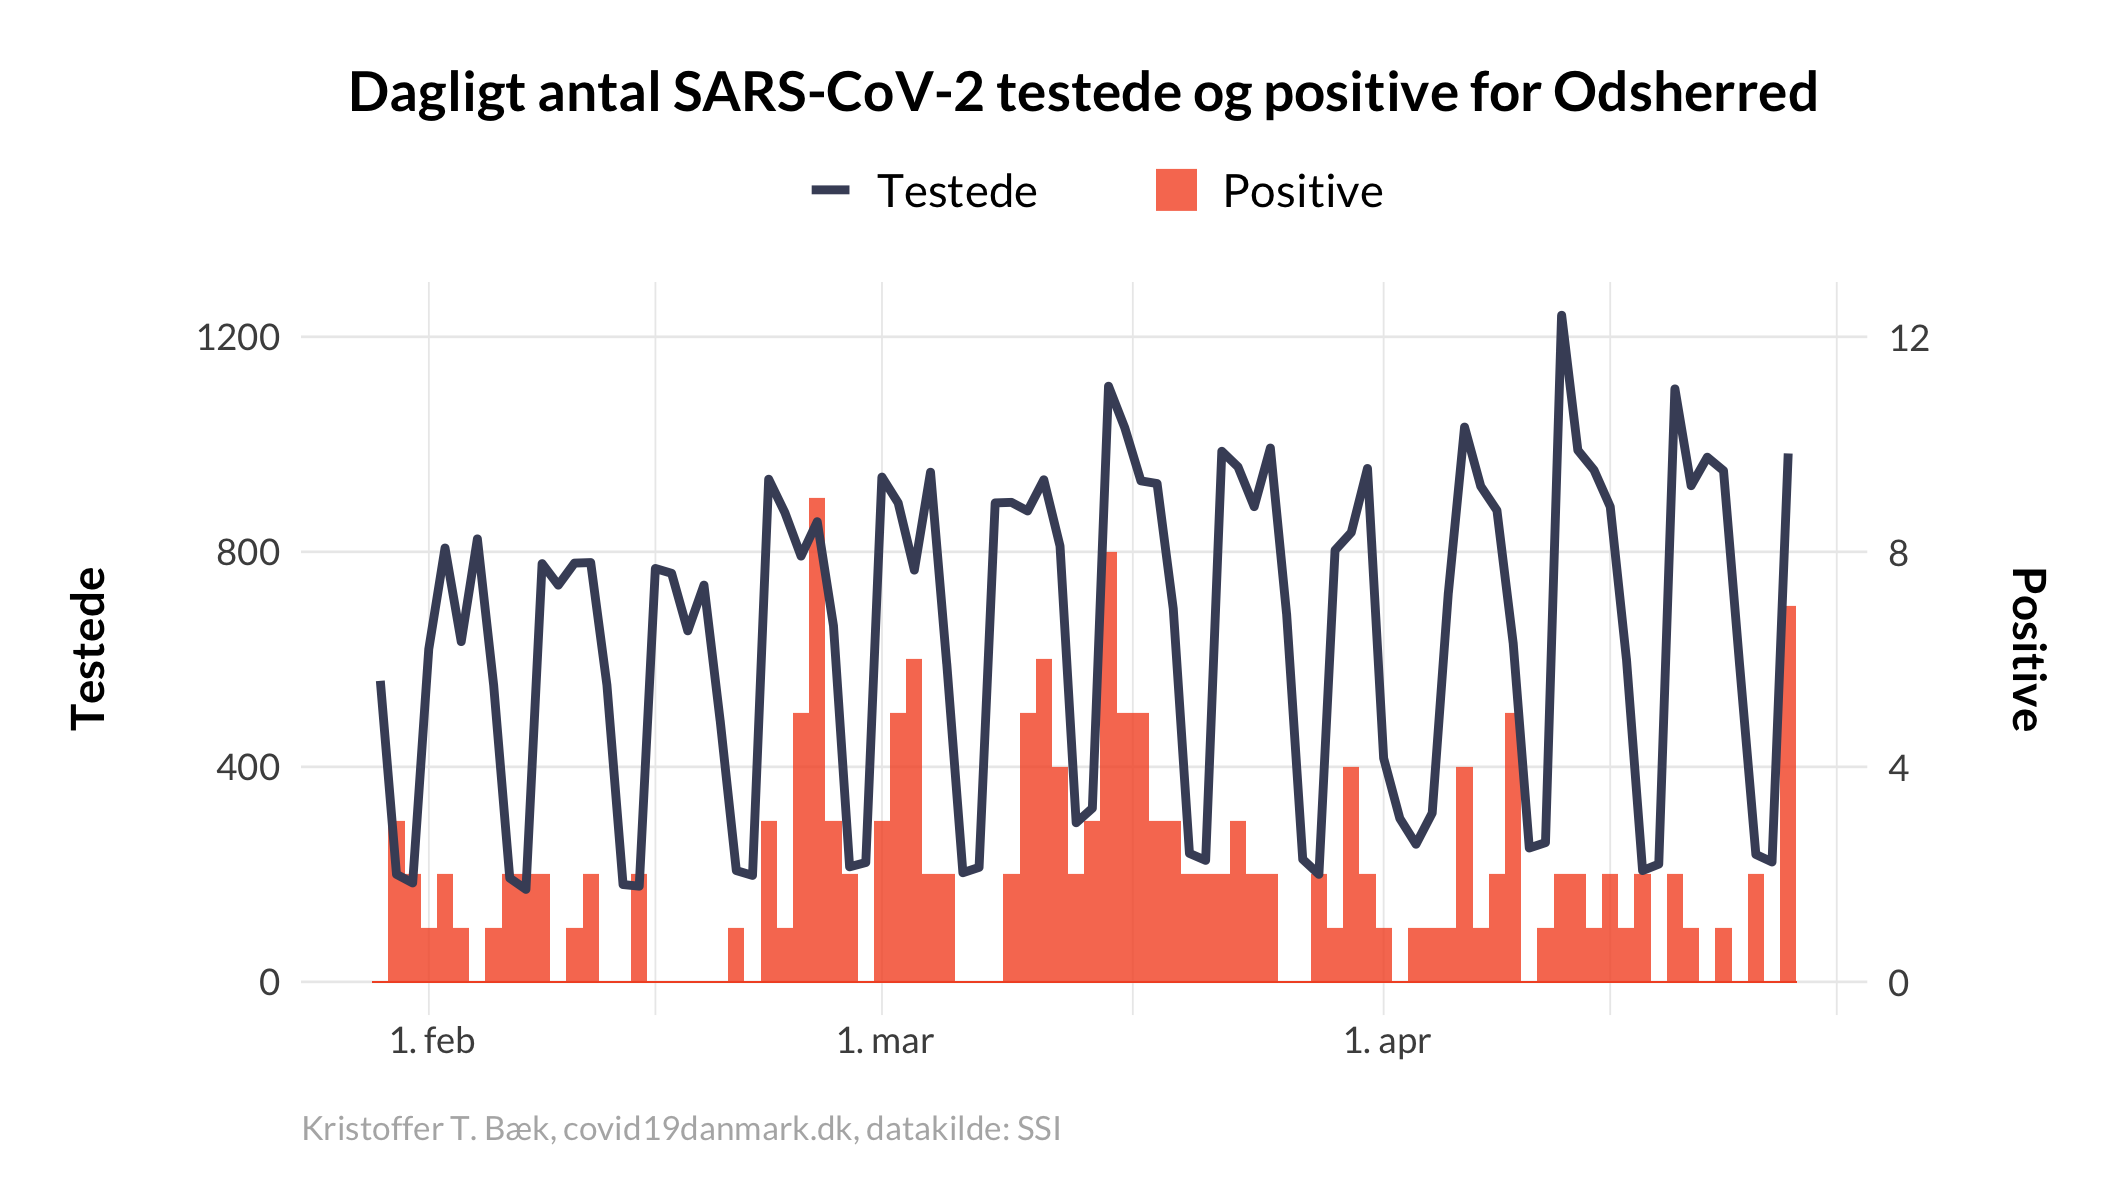 Dagligt antal SARS-CoV-2 testede og positive for Odsherred
Testede Positive
1200 12
800 8
400 4
0 0
Testede
Positive
1. feb 1. mar 1. apr
Kristoffer T. Bæk, covid19danmark.dk, datakilde: SSI